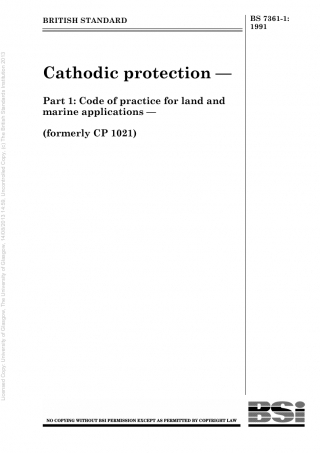 BRITISH STANDARD
BS 7361-1:
1991
Cathodic protection —
Part 1: Code of practice for land and
marine applications —
(formerly CP 1021)
NO COPYING WITHOUT BSI PERMISSION EXCEPT AS PERMITTED BY COPYRIGHT LAW
BSi
Licensed Copy: University of Glasgow, The University of Glasgow, 14/03/2013 14:59, Uncontrolled Copy, (c) The British Standards Institution 2013